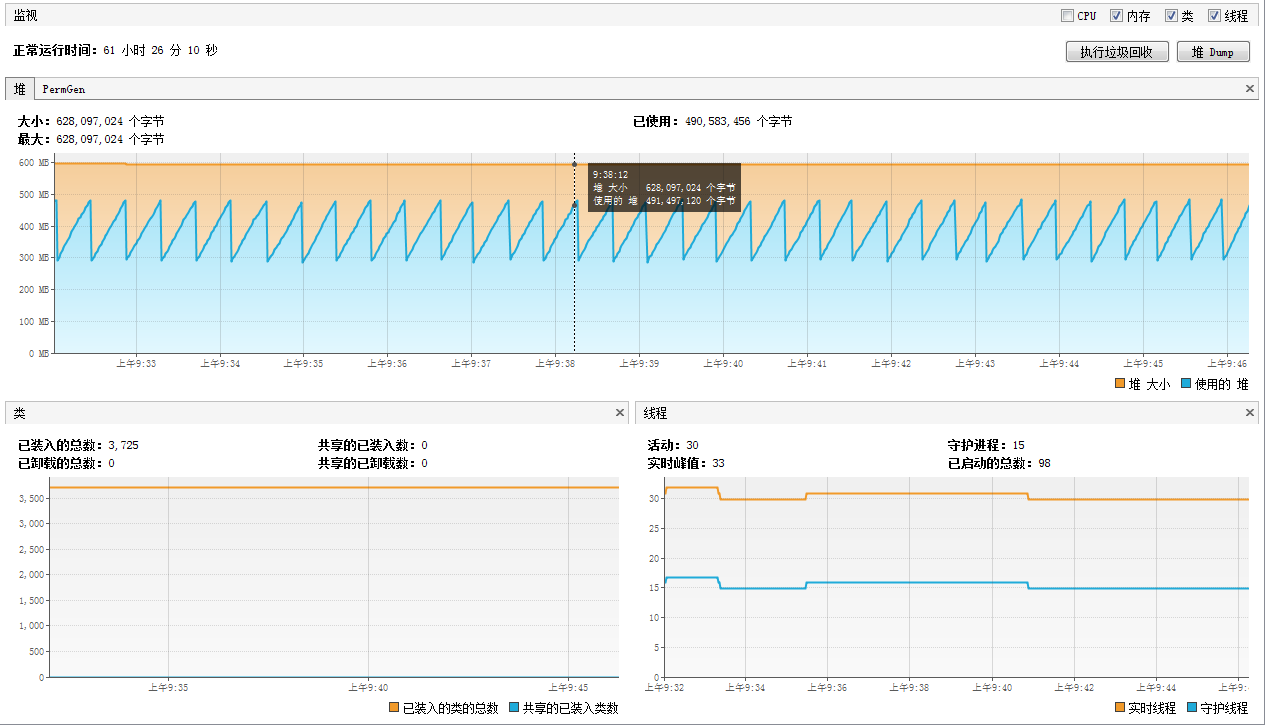 监视
CPU 内存 类 线程
正常运行时间: 61 小时 26 分 10 秒
执行垃圾回收 堆 Dump
堆 PermGen
大小: 628,097,024 个字节
已使用: 490,583,456 个字节
最大: 628,097,024 个字节
600 MB
500 MB
400 MB
300 MB
200 MB
100 MB
0 MB
9:38:12
堆 大小 628,097,024 个字节
使用的 堆 491,497,120 个字节
上午9:33 上午9:34 上午9:35 上午9:36 上午9:37 上午9:38 上午9:39 上午9:40 上午9:41 上午9:42 上午9:43 上午9:44 上午9:45 上午9:46
堆 大小 使用的 堆
类
已装入的总数: 3,725 共享的已装入数: 0
已卸载的总数: 0 共享的已卸载数: 0
3,500
3,000
2,500
2,000
1,500
1,000
500
0
上午9:35 上午9:40 上午9:45
已装入的类的总数 共享的已装入类数
线程
活动: 30 守护进程: 15
实时峰值: 33 已启动的总数: 98
30
25
20
15
10
5
0
上午9:32 上午9:34 上午9:36 上午9:38 上午9:40 上午9:42 上午9:44 上午9:
实时线程 守护线程